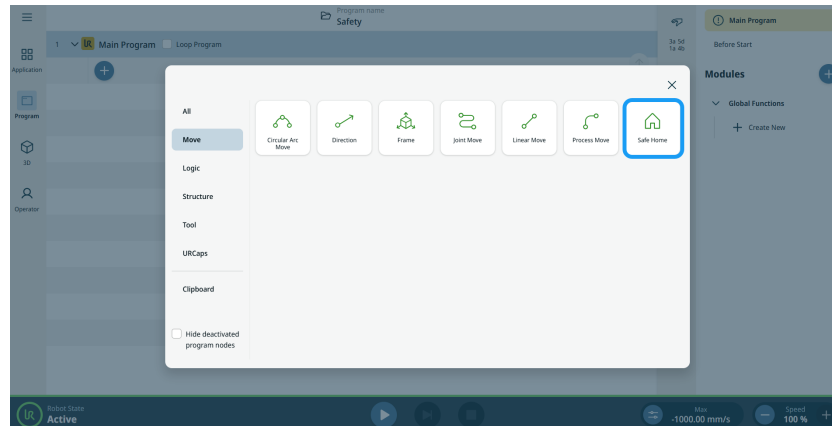 Program name
Safety
Main Program
1
UR
Main Program
Loop Program
3a 5d
1a 4b
Before Start
Application
Modules
All
Global Functions
Program
Move
Circular Arc
Move
Direction
Frame
Joint Move
Linear Move
Process Move
Safe Home
Create New
3D
Logic
Structure
Operator
Tool
URCaps
Clipboard
Hide deactivated
program nodes
UR
Robot State
Active
Max
-1000.00 mm/s
Speed
100 %